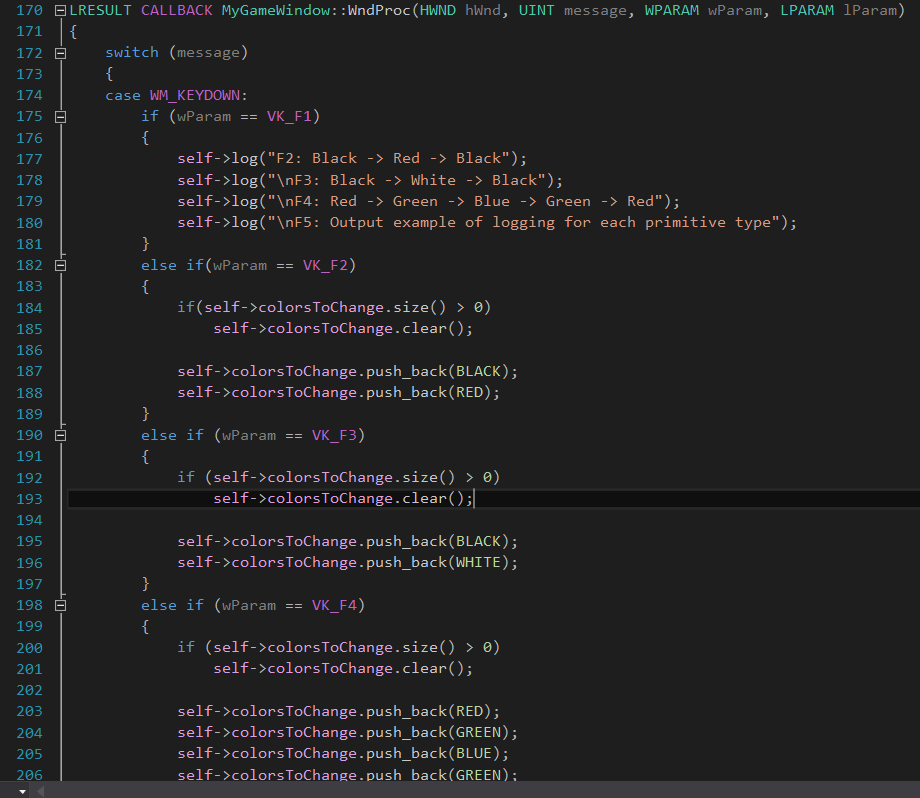 170 LRESULT CALLBACK MyGameWindow::WndProc(HWND hWnd, UINT message, WPARAM wParam, LPARAM lParam)
171 {
172     switch (message)
173     {
174     case WM_KEYDOWN:
175         if (wParam == VK_F1)
176         {
177             self->log("F2: Black -> Red -> Black");
178             self->log("\nF3: Black -> White -> Black");
179             self->log("\nF4: Red -> Green -> Blue -> Green -> Red");
180             self->log("\nF5: Output example of logging for each primitive type");
181         }
182         else if(wParam == VK_F2)
183         {
184             if(self->colorsToChange.size() > 0)
185                 self->colorsToChange.clear();
186
187             self->colorsToChange.push_back(BLACK);
188             self->colorsToChange.push_back(RED);
189         }
190         else if (wParam == VK_F3)
191         {
192             if (self->colorsToChange.size() > 0)
193                 self->colorsToChange.clear();
194
195             self->colorsToChange.push_back(BLACK);
196             self->colorsToChange.push_back(WHITE);
197         }
198         else if (wParam == VK_F4)
199         {
200             if (self->colorsToChange.size() > 0)
201                 self->colorsToChange.clear();
202
203             self->colorsToChange.push_back(RED);
204             self->colorsToChange.push_back(GREEN);
205             self->colorsToChange.push_back(BLUE);
206             self->colorsToChange.push_back(GREEN);